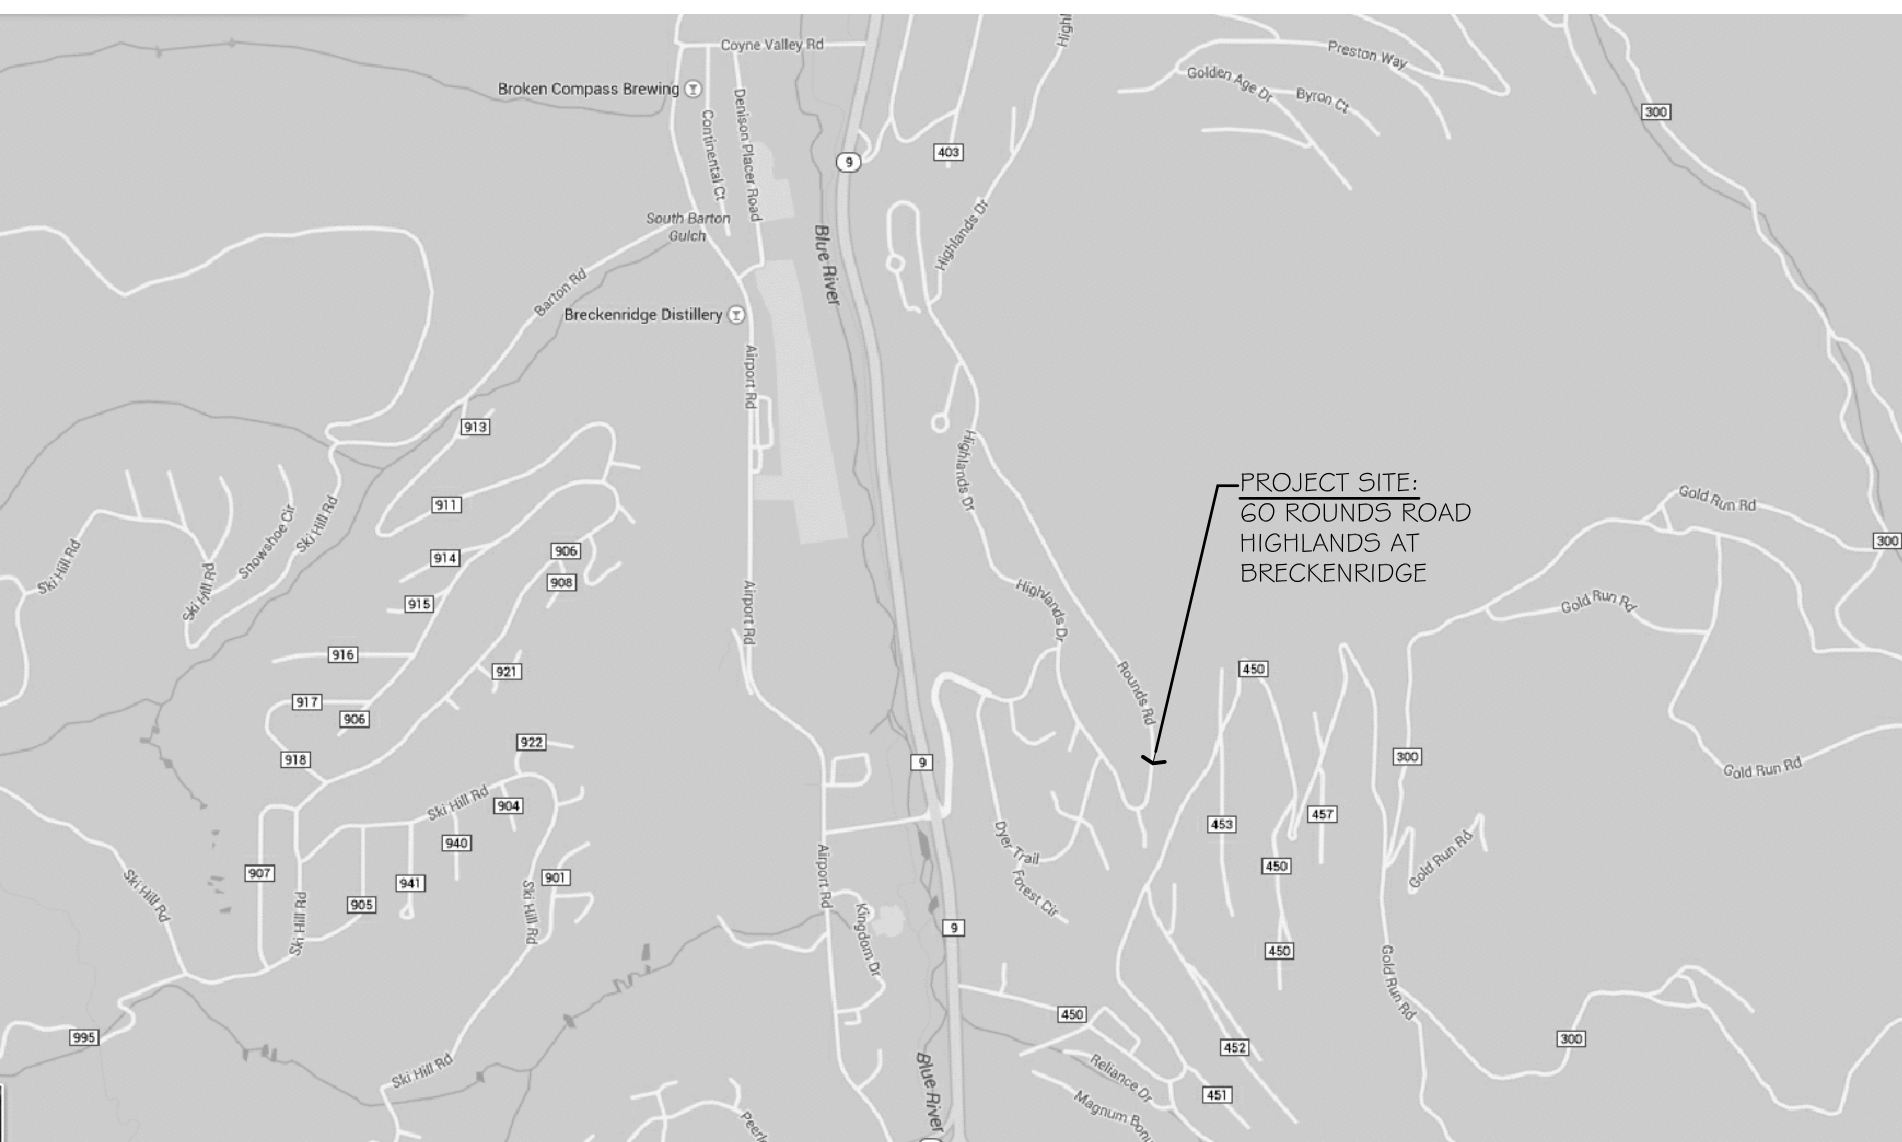 Coyne Valley Rd
Preston Way
Golden Age Dr
Byron Ct
Broken Compass Brewing
300
Denison Placer Road
Continental Ct
9
403
South Barton
Gulch
Highlands Dr
Blue River
Barton Rd
Breckenridge Distillery
Airport Rd
913
Highlands Dr
PROJECT SITE:
60 ROUNDS ROAD
HIGHLANDS AT
BRECKENRIDGE
Gold Run Rd
911
Snowshoe Cir
Ski Hill Rd
300
Ski Hill Rd
914
906
908
Ski Hill Rd
915
Airport Rd
Highlands Dr
Gold Run Rd
916
921
Rounds Rd
450
917
906
922
918
9
300
Gold Run Rd
Ski Hill Rd
904
453
457
940
Dyer Trail
Gold Run Rd
907
941
901
Airport Rd
450
Ski Hill Rd
905
Ski Hill Rd
Ski Hill Rd
Forest Cir
Kingdom Dr
9
450
Gold Run Rd
450
995
452
300
Ski Hill Rd
Blue River
Reliance Dr
451
Magnum Bon